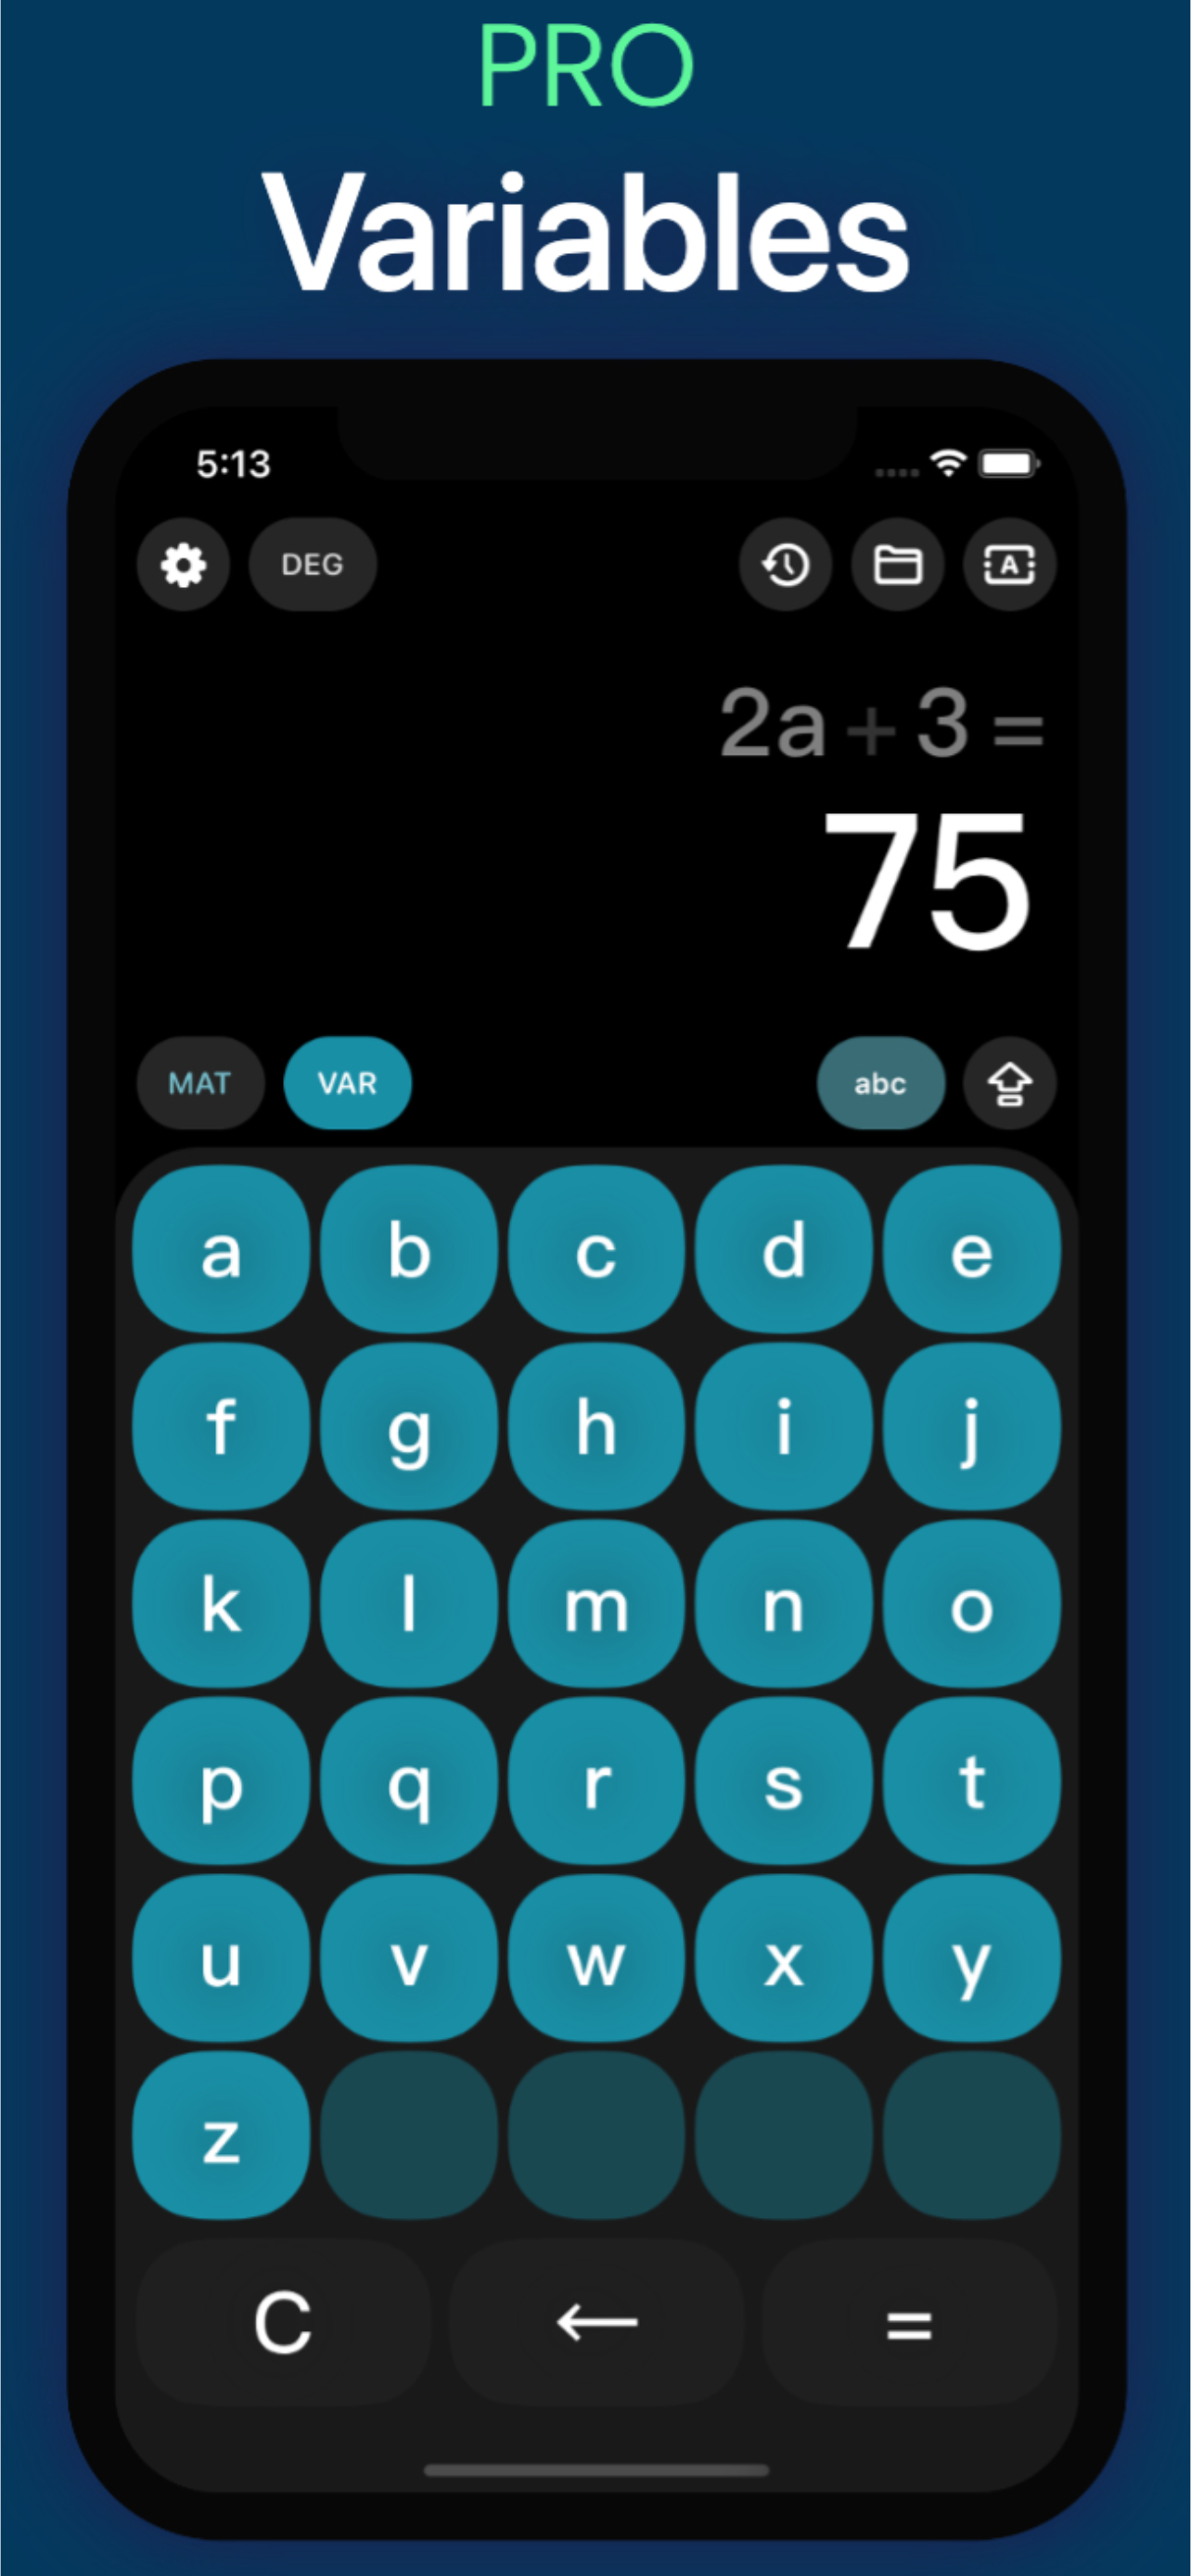 PRO
Variables
5:13
DEG A
2a + 3 =
75
MAT VAR abc
a b c d e
f g h i j
k l m n o
p q r s t
u v w x y
z
C ← =